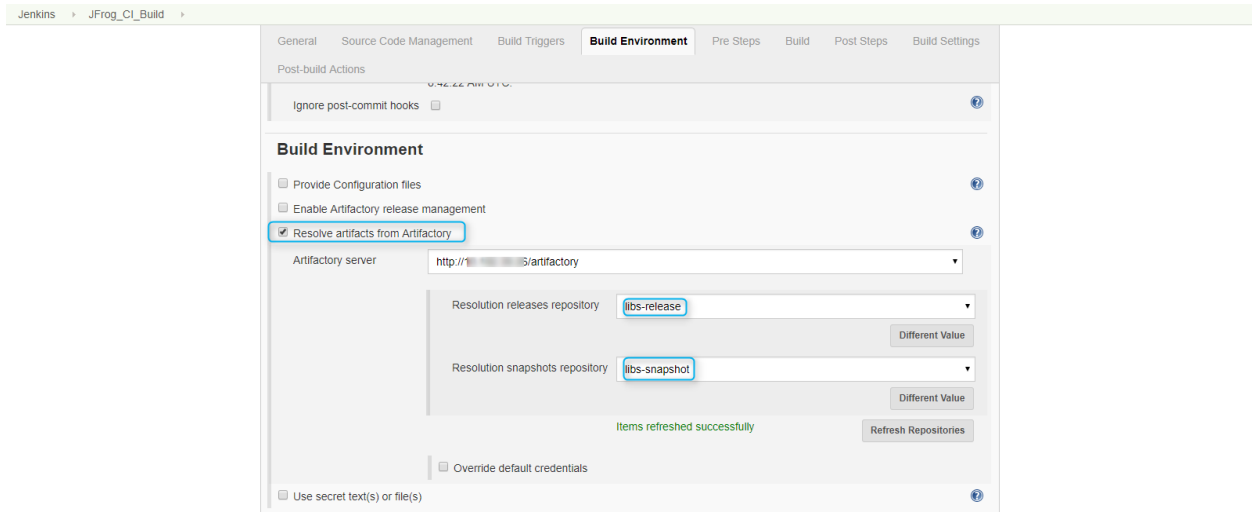 Jenkins › JFrog_CI_Build ›
General Source Code Management Build Triggers Build Environment Pre Steps Build Post Steps Build Settings
Post-build Actions
Ignore post-commit hooks
Build Environment
Provide Configuration files
Enable Artifactory release management
Resolve artifacts from Artifactory
Artifactory server http://1 5/artifactory
Resolution releases repository libs-release
Different Value
Resolution snapshots repository libs-snapshot
Different Value
Items refreshed successfully Refresh Repositories
Override default credentials
Use secret text(s) or file(s)